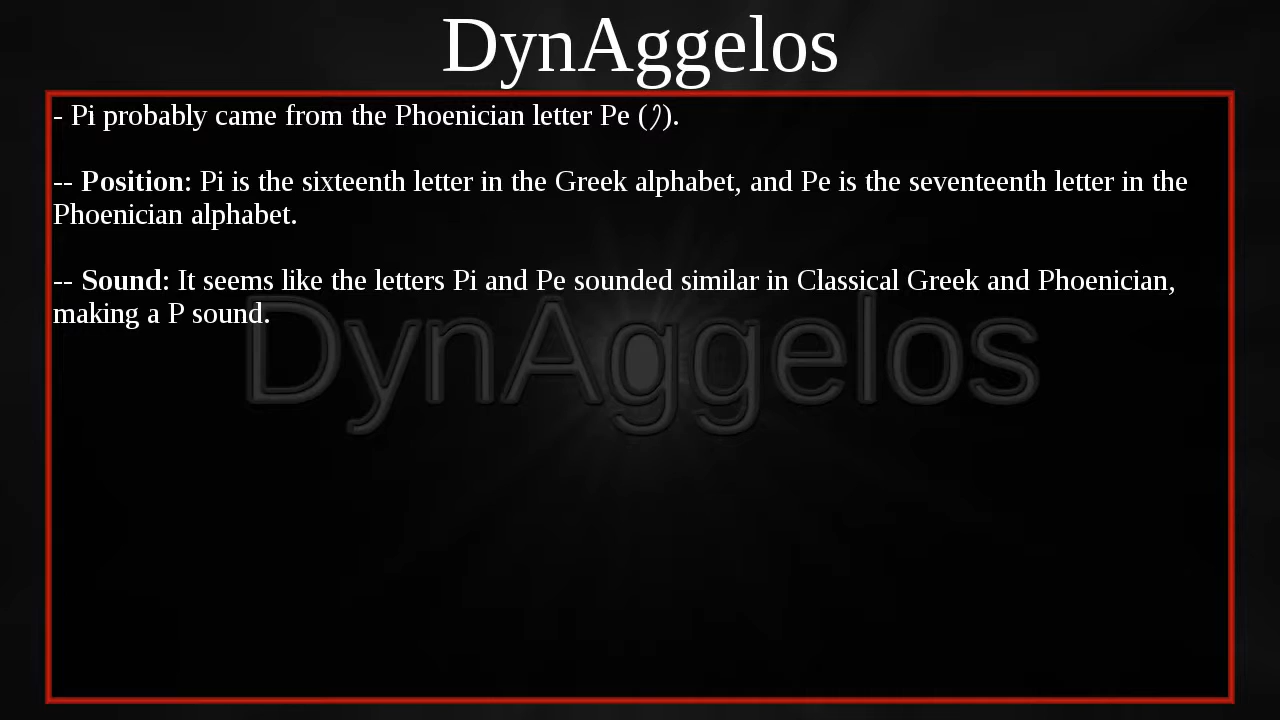 DynAggelos
- Pi probably came from the Phoenician letter Pe (𐤐).
-- Position: Pi is the sixteenth letter in the Greek alphabet, and Pe is the seventeenth letter in the
Phoenician alphabet.
-- Sound: It seems like the letters Pi and Pe sounded similar in Classical Greek and Phoenician,
making a P sound.
DynAggelos